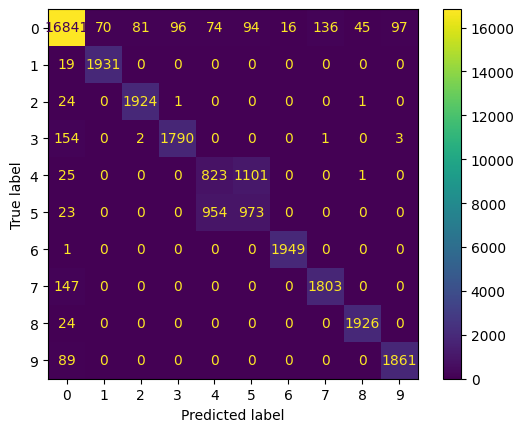 0 16841 70 81 96 74 94 16 136 45 97
1 19 1931 0 0 0 0 0 0 0 0
2 24 0 1924 1 0 0 0 0 1 0
3 154 0 2 1790 0 0 0 1 0 3
4 25 0 0 0 823 1101 0 0 1 0
5 23 0 0 0 954 973 0 0 0 0
6 1 0 0 0 0 0 1949 0 0 0
7 147 0 0 0 0 0 0 1803 0 0
8 24 0 0 0 0 0 0 0 1926 0
9 89 0 0 0 0 0 0 0 0 1861
0 1 2 3 4 5 6 7 8 9
Predicted label
True label
16000
14000
12000
10000
8000
6000
4000
2000
0